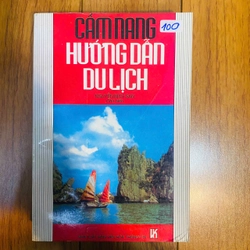 CẨM NANG
100
HƯỚNG DẪN
DU LỊCH